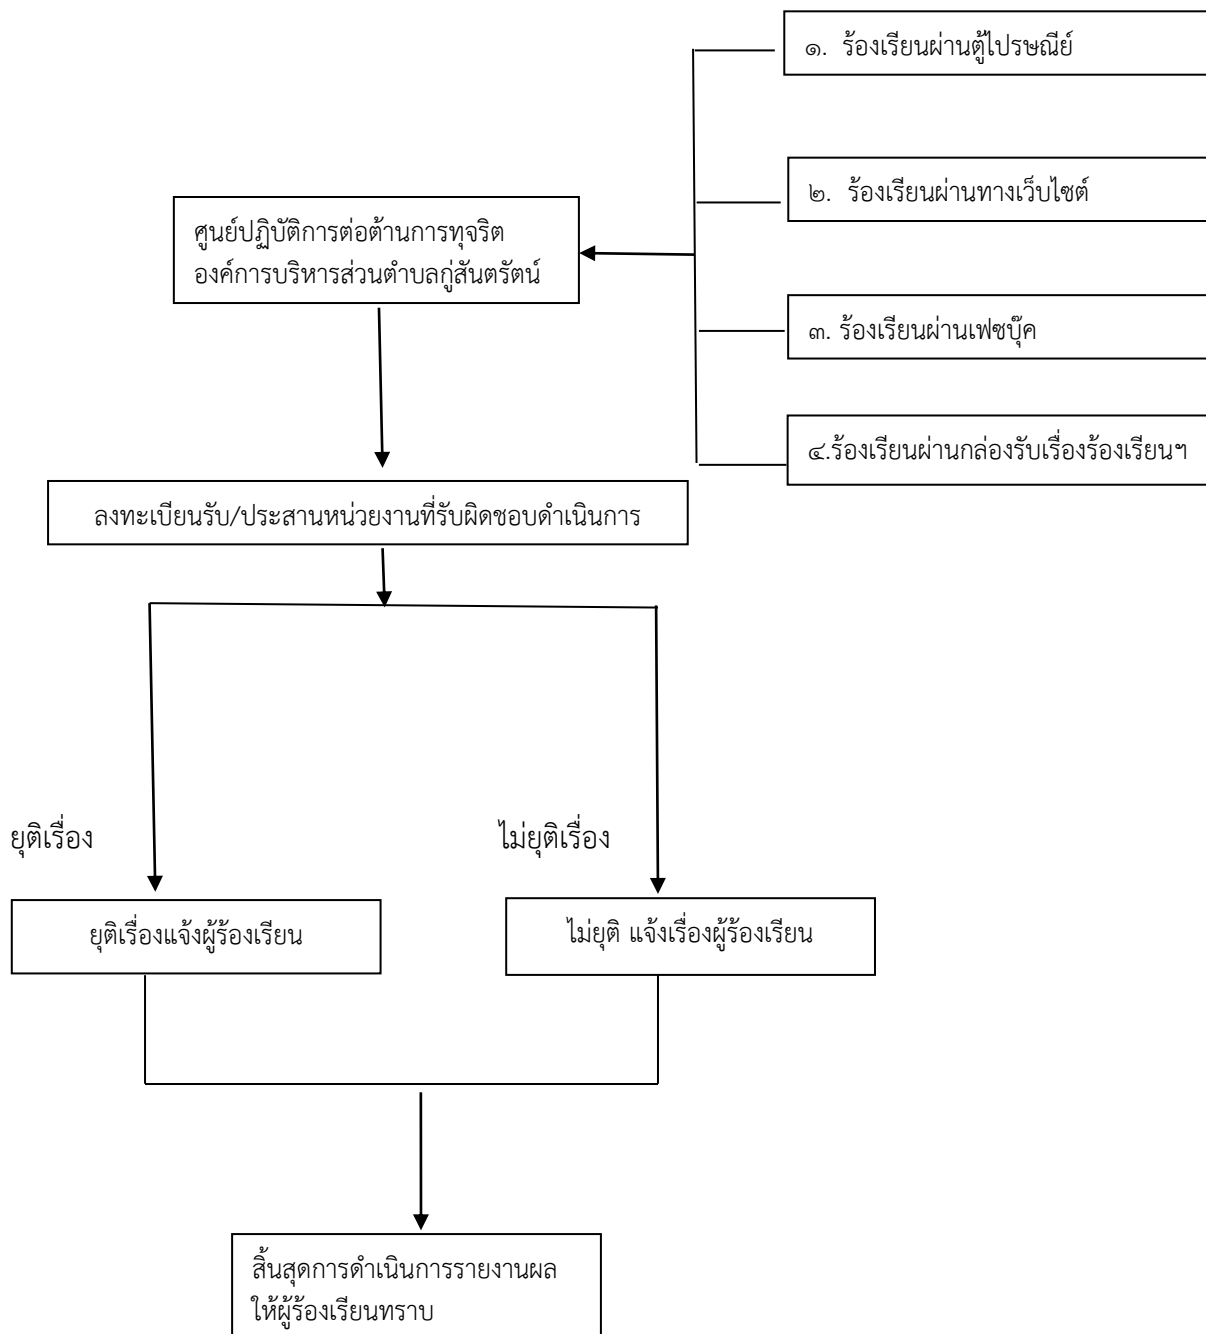 ๑. ร้องเรียนผ่านตู้ไปรษณีย์
๒. ร้องเรียนผ่านทางเว็บไซต์
ศูนย์ปฏิบัติการต่อต้านการทุจริต
องค์การบริหารส่วนตำบลกู่สันตรัตน์
๓. ร้องเรียนผ่านเฟซบุ๊ค
๔.ร้องเรียนผ่านกล่องรับเรื่องร้องเรียนฯ
ลงทะเบียนรับ/ประสานหน่วยงานที่รับผิดชอบดำเนินการ
ยุติเรื่อง
ไม่ยุติเรื่อง
ยุติเรื่องแจ้งผู้ร้องเรียน
ไม่ยุติ แจ้งเรื่องผู้ร้องเรียน
สิ้นสุดการดำเนินการรายงานผล
ให้ผู้ร้องเรียนทราบ